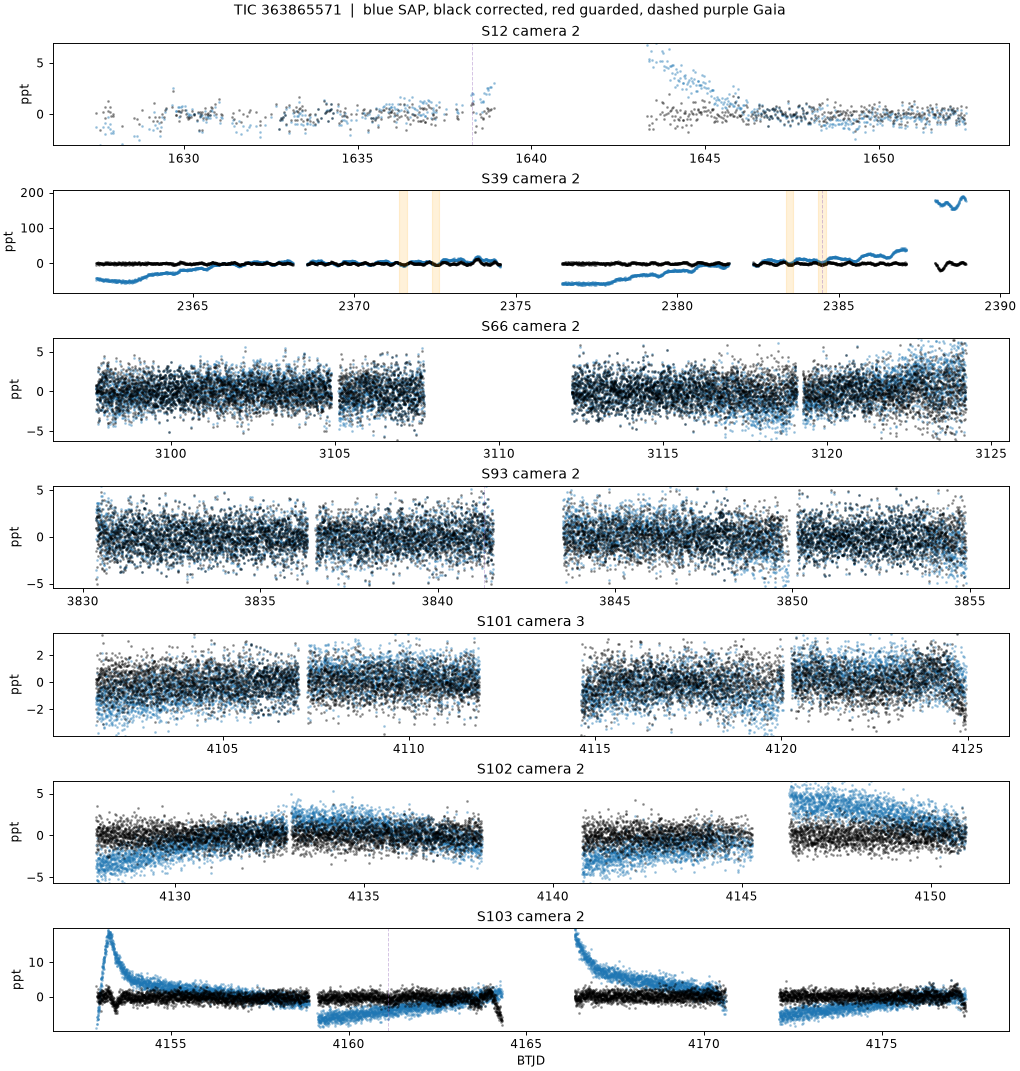 TIC 363865571 | blue SAP, black corrected, red guarded, dashed purple Gaia
S12 camera 2
ppt
5
0
1630 1635 1640 1645 1650
S39 camera 2
ppt
200
100
0
2365 2370 2375 2380 2385 2390
S66 camera 2
ppt
5
0
−5
3100 3105 3110 3115 3120 3125
S93 camera 2
ppt
5
0
−5
3830 3835 3840 3845 3850 3855
S101 camera 3
ppt
2
0
−2
4105 4110 4115 4120 4125
S102 camera 2
ppt
5
0
−5
4130 4135 4140 4145 4150
S103 camera 2
ppt
10
0
4155 4160 4165 4170 4175
BTJD